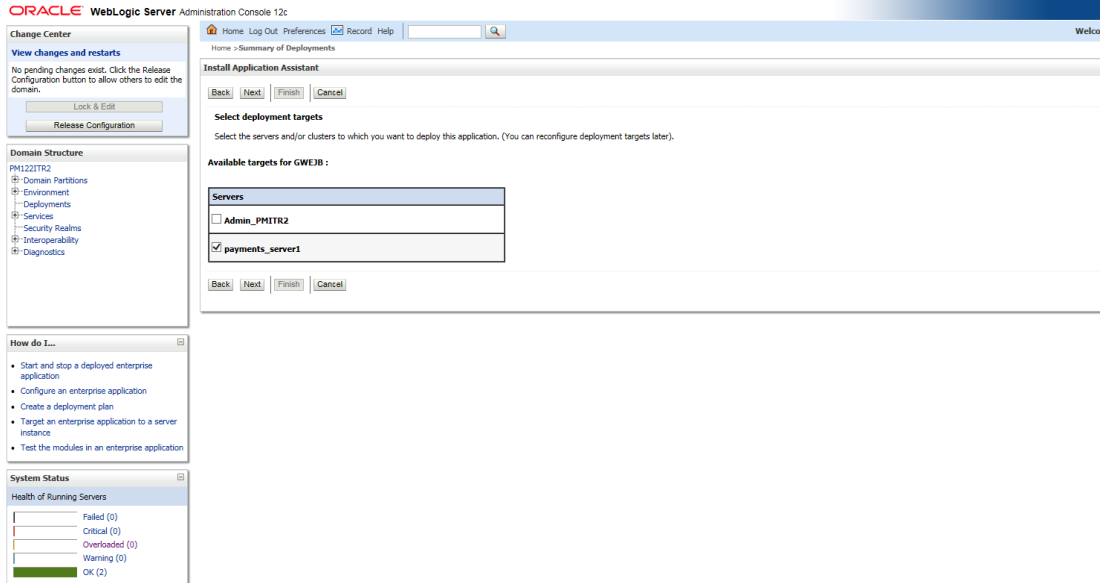 ORACLE WebLogic Server Administration Console 12c
Change Center
View changes and restarts
No pending changes exist. Click the Release
Configuration button to allow others to edit the
domain.
Lock & Edit
Release Configuration
Domain Structure
PM122ITR2
Domain Partitions
Environment
Deployments
Services
Security Realms
Interoperability
Diagnostics
How do I...
Start and stop a deployed enterprise
application
Configure an enterprise application
Create a deployment plan
Target an enterprise application to a server
instance
Test the modules in an enterprise application
System Status
Health of Running Servers
Failed (0)
Critical (0)
Overloaded (0)
Warning (0)
OK (2)
Home Log Out Preferences Record Help
Welco
Home >Summary of Deployments
Install Application Assistant
Back Next Finish Cancel
Select deployment targets
Select the servers and/or clusters to which you want to deploy this application. (You can reconfigure deployment targets later).
Available targets for GWEJB :
Servers
Admin_PMITR2
payments_server1
Back Next Finish Cancel